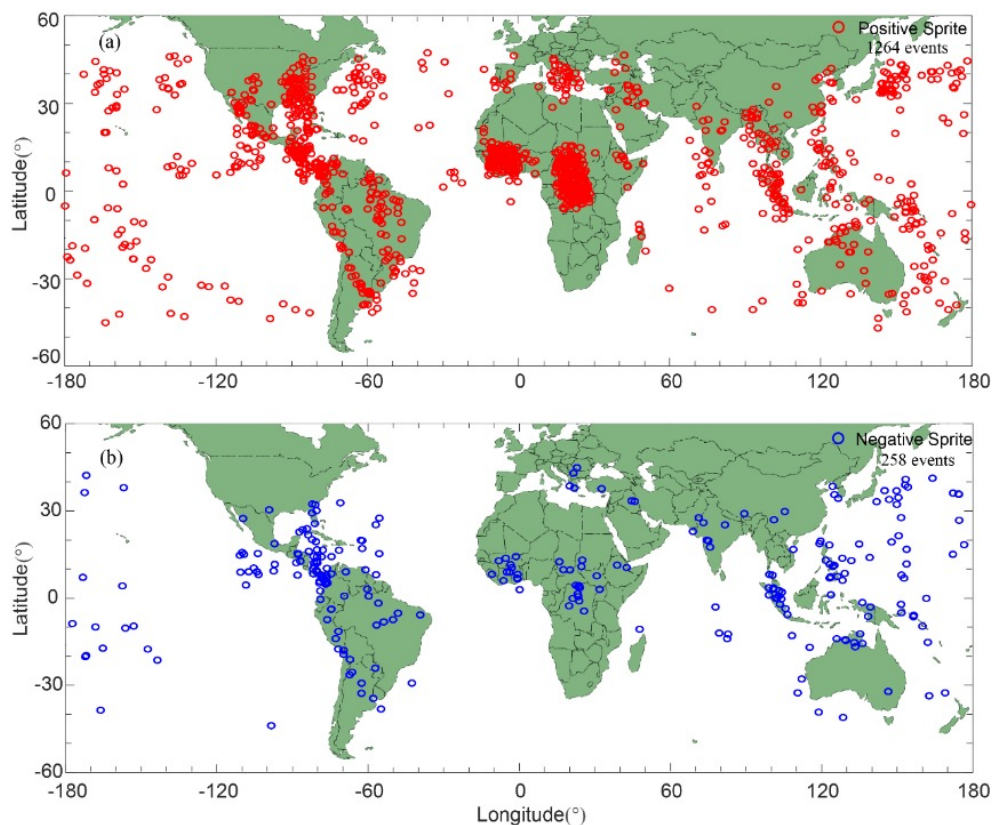 60
(a)
Positive Sprite
1264 events
30
0
-30
-60
Latitude(°)
-180
-120
-60
0
60
120
180
60
(b)
Negative Sprite
258 events
30
0
-30
-60
Latitude(°)
-180
-120
-60
0
60
120
180
Longitude(°)